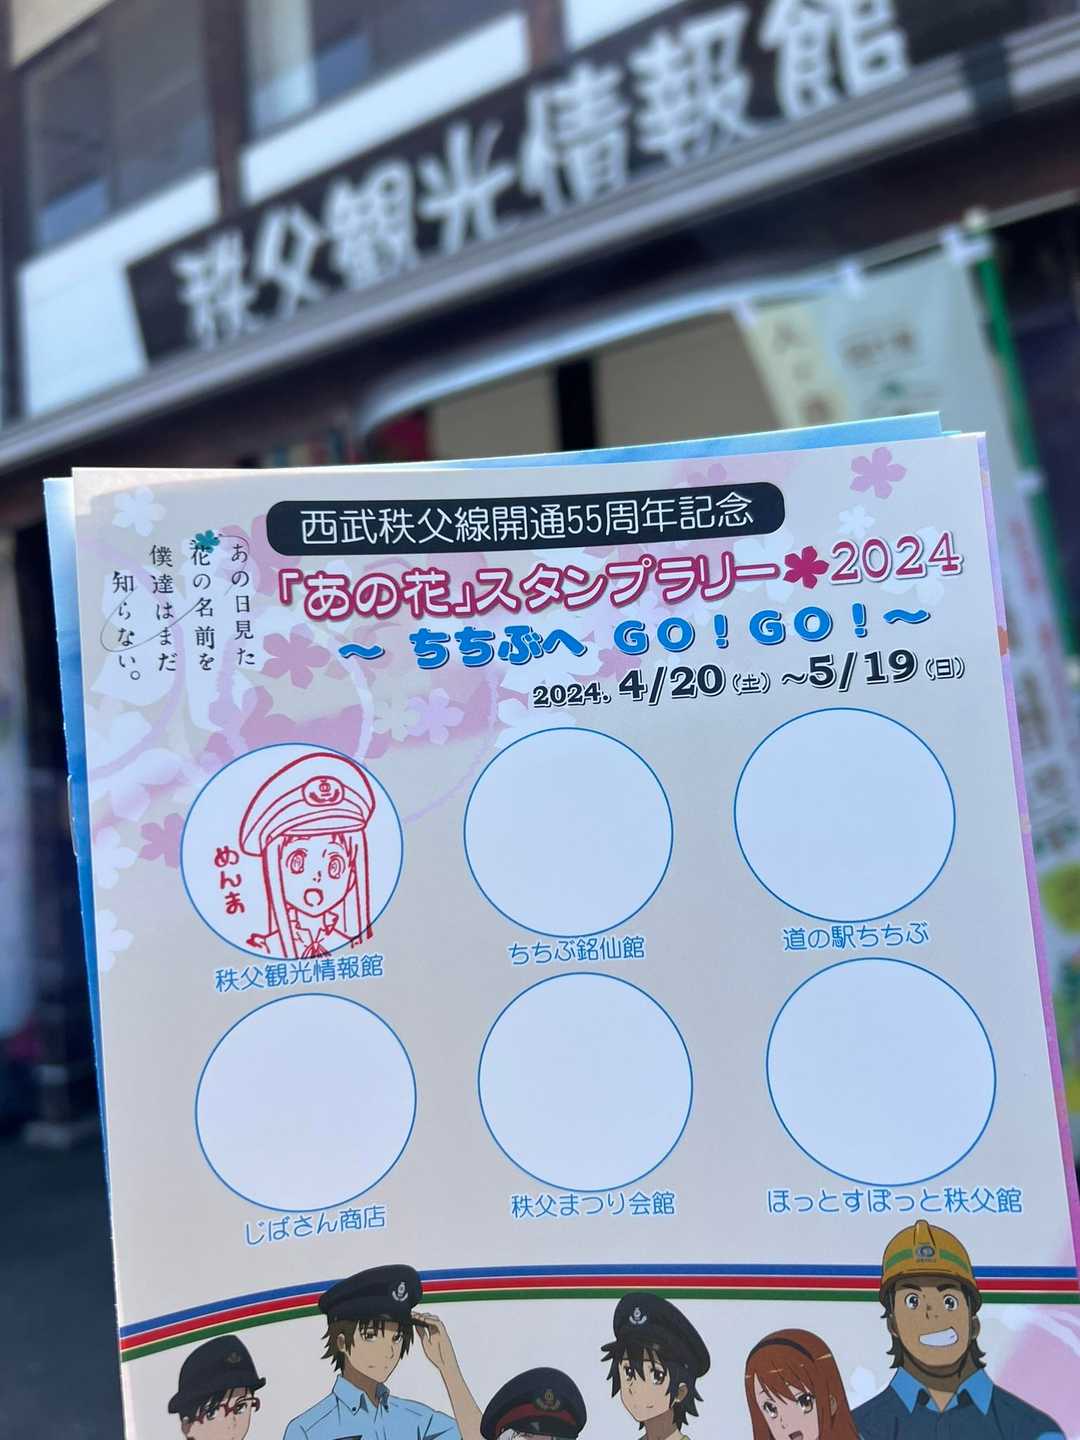 秩父観光情報館
西武秩父線開通55周年記念
「あの花」スタンプラリー2024
～ ちちぶへ GO！GO！～
2024. 4/20（土）～5/19（日）
あの日見た
花の名前を
僕達はまだ
知らない。
めんま
秩父観光情報館
ちちぶ銘仙館
道の駅ちちぶ
じばさん商店
秩父まつり会館
ほっとすぽっと秩父館